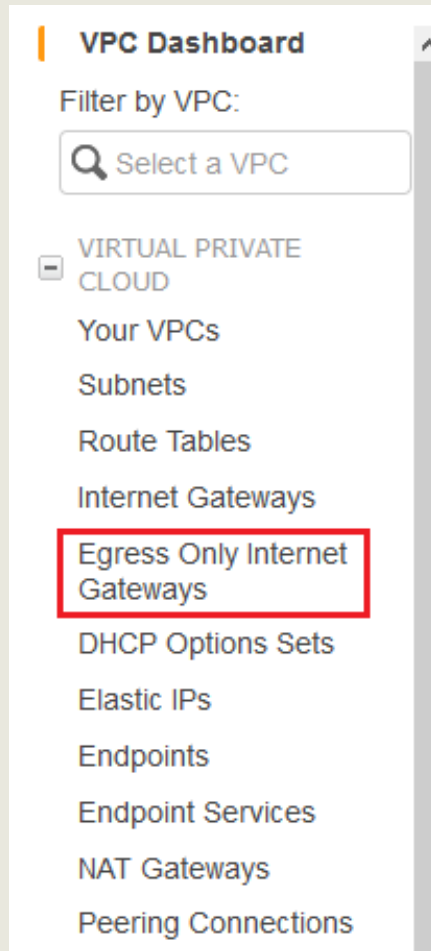 VPC Dashboard
Filter by VPC:
Select a VPC
VIRTUAL PRIVATE
CLOUD
Your VPCs
Subnets
Route Tables
Internet Gateways
Egress Only Internet
Gateways
DHCP Options Sets
Elastic IPs
Endpoints
Endpoint Services
NAT Gateways
Peering Connections